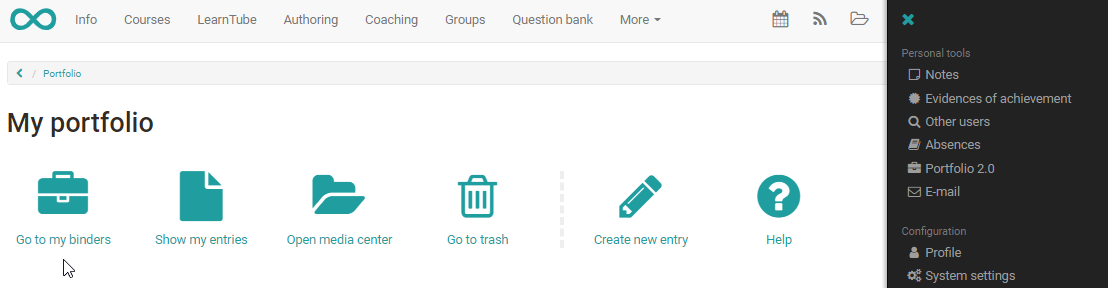 Info Courses LearnTube Authoring Coaching Groups Question bank More
Portfolio
My portfolio
Go to my binders Show my entries Open media center Go to trash Create new entry Help
Personal tools
Notes
Evidences of achievement
Other users
Absences
Portfolio 2.0
E-mail
Configuration
Profile
System settings